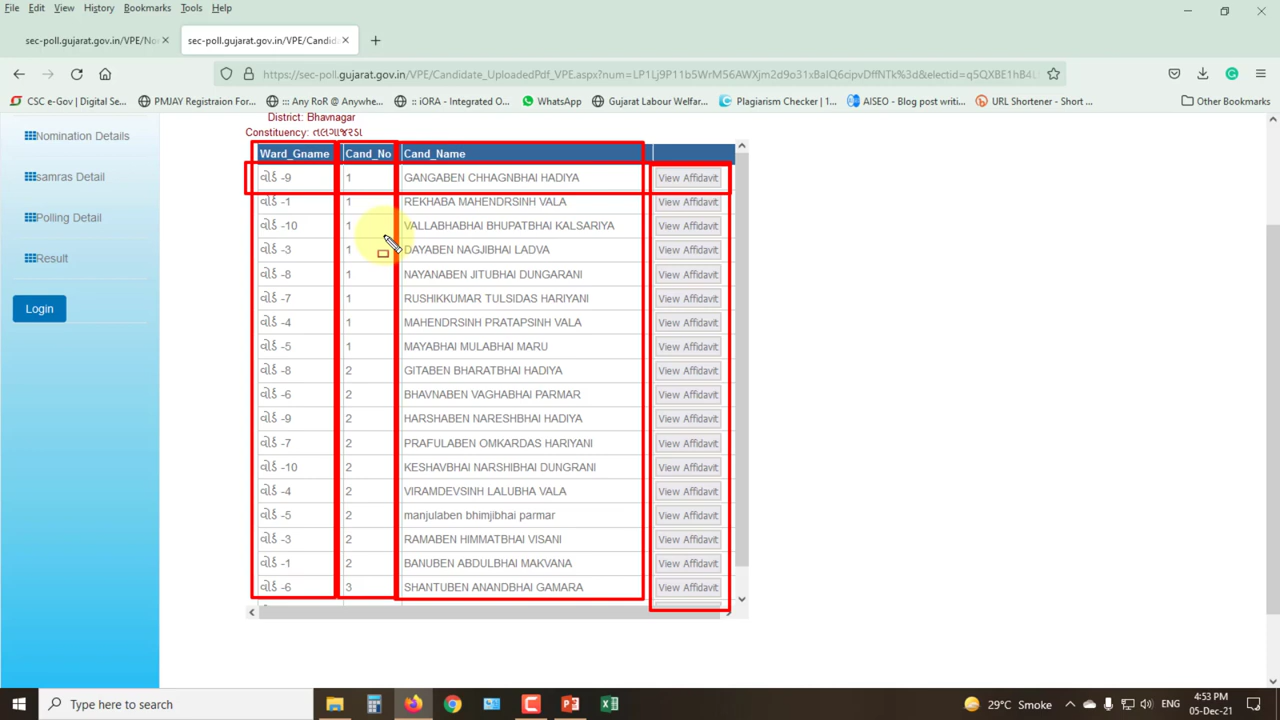 File Edit View History Bookmarks Tools Help
sec-poll.gujarat.gov.in/VPE/No
sec-poll.gujarat.gov.in/VPE/Candid
https://sec-poll.gujarat.gov.in/VPE/Candidate_UploadedPdf_VPE.aspx?num=
CSC e-Gov | Digital Se... PMJAY Registraion For... ::: Any RoR @ Anywhe... :: iORA - Integrated O... WhatsApp Gujarat Labour Welfar... Plagiarism Checker | 1... AISEO - Blog post writi... URL Shortener - Short ... Other Bookmarks
Nomination Details
samras Detail
Polling Detail
Result
Login
District: Bhavnagar
Constituency: તલગાજરડા
Ward_Gname Cand_No Cand_Name
વોર્ડ -9 1 GANGABEN CHHAGNBHAI HADIYA View Affidavit
વોર્ડ -1 1 REKHABA MAHENDRSINH VALA View Affidavit
વોર્ડ -10 1 VALLABHABHAI BHUPATBHAI KALSARIYA View Affidavit
વોર્ડ -3 1 DAYABEN NAGJIBHAI LADVA View Affidavit
વોર્ડ -8 1 NAYANABEN JITUBHAI DUNGARANI View Affidavit
વોર્ડ -7 1 RUSHIKKUMAR TULSIDAS HARIYANI View Affidavit
વોર્ડ -4 1 MAHENDRSINH PRATAPSINH VALA View Affidavit
વોર્ડ -5 1 MAYABHAI MULABHAI MARU View Affidavit
વોર્ડ -8 2 GITABEN BHARATBHAI HADIYA View Affidavit
વોર્ડ -6 2 BHAVNABEN VAGHABHAI PARMAR View Affidavit
વોર્ડ -9 2 HARSHABEN NARESHBHAI HADIYA View Affidavit
વોર્ડ -7 2 PRAFULABEN OMKARDAS HARIYANI View Affidavit
વોર્ડ -10 2 KESHAVBHAI NARSHIBHAI DUNGRANI View Affidavit
વોર્ડ -4 2 VIRAMDEVSINH LALUBHA VALA View Affidavit
વોર્ડ -5 2 manjulaben bhimjibhai parmar View Affidavit
વોર્ડ -3 2 RAMABEN HIMMATBHAI VISANI View Affidavit
વોર્ડ -1 2 BANUBEN ABDULBHAI MAKVANA View Affidavit
વોર્ડ -6 3 SHANTUBEN ANANDBHAI GAMARA View Affidavit
Type here to search
29°C Smoke
ENG
4:53 PM
05-Dec-21